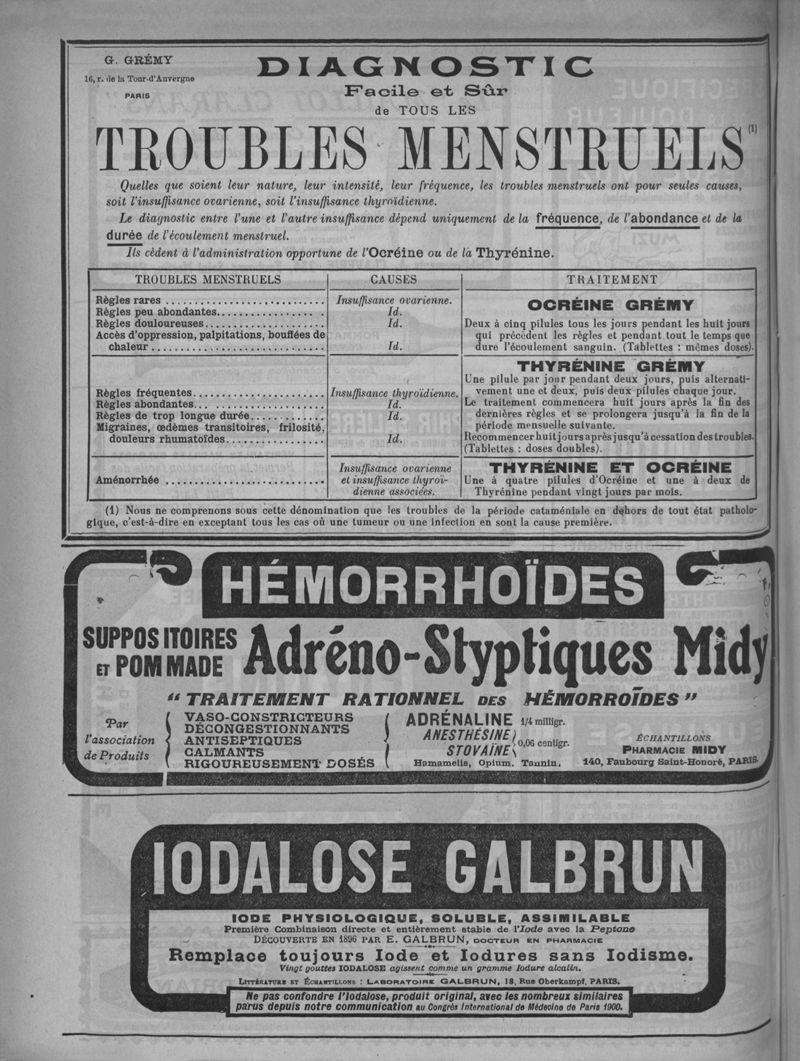 G. GRÉMY
16, r. de la Tour-d'Auvergne
PARIS
DIAGNOSTIC
Facile et Sûr
de TOUS LES
TROUBLES MENSTRUELS (1)
Quelles que soient leur nature, leur intensité, leur fréquence, les troubles menstruels ont pour seules causes,
soit l'insuffisance ovarienne, soit l'insuffisance thyroïdienne.
Le diagnostic entre l'une et l'autre insuffisance dépend uniquement de la fréquence, de l'abondance et de la
durée de l'écoulement menstruel.
Ils cèdent à l'administration opportune de l'Ocréine ou de la Thyrénine.
TROUBLES MENSTRUELS
CAUSES
TRAITEMENT
Règles rares ........................... Insuffisance ovarienne.
Règles peu abondantes................. . Id.
Règles douloureuses..................... Id.
Accès d'oppression, palpitations, bouffées de
chaleur .............................. Id.
OCRÉINE GRÉMY
Deux à cinq pilules tous les jours pendant les huit jours
qui précèdent les règles et pendant tout le temps que
dure l'écoulement sanguin. (Tablettes : mêmes doses).
Règles fréquentes....................... Insuffisance thyroïdienne.
Règles abondantes... ................... Id.
Règles de trop longue durée............. Id.
Migraines, œdèmes transitoires, frilosité,
douleurs rhumatoïdes................. Id.
THYRÉNINE GRÉMY
Une pilule par jour pendant deux jours, puis alternati-
vement une et deux, puis deux pilules chaque jour.
Le traitement commencera huit jours après la fin des
dernières règles et se prolongera jusqu'à la fin de la
période mensuelle suivante.
Recommencer huit jours après jusqu'à cessation des troubles.
(Tablettes : doses doubles).
Aménorrhée ...........................
Insuffisance ovarienne
et insuffisance thyroï-
dienne associées.
THYRÉNINE ET OCRÉINE
Une à quatre pilules d'Ocréine et une à deux de
Thyrénine pendant vingt jours par mois.
(1) Nous ne comprenons sous cette dénomination que les troubles de la période cataméniale en dehors de tout état patholo-
gique, c'est-à-dire en exceptant tous les cas où une tumeur ou une infection en sont la cause première.
HÉMORRHOÏDES
SUPPOSITOIRES
ET POMMADE
Adréno-Styptiques Midy
" TRAITEMENT RATIONNEL DES HÉMORROÏDES "
Par
l'association
de Produits
VASO-CONSTRICTEURS
DÉCONGESTIONNANTS
ANTISEPTIQUES
CALMANTS
RIGOUREUSEMENT DOSÉS
ADRÉNALINE 1/4 milligr.
ANESTHÉSINE
STOVAÏNE 0,06 centigr.
Hamamelis, Opium. Tannin.
ÉCHANTILLONS
PHARMACIE MIDY
140, Faubourg Saint-Honoré, PARIS.
IODALOSE GALBRUN
IODE PHYSIOLOGIQUE, SOLUBLE, ASSIMILABLE
Première Combinaison directe et entièrement stable de l'Iode avec la Peptone
DÉCOUVERTE EN 1896 PAR E. GALBRUN, DOCTEUR EN PHARMACIE
Remplace toujours Iode et Iodures sans Iodisme.
Vingt gouttes IODALOSE agissent comme un gramme Iodure alcalin.
LITTÉRATURE ET ÉCHANTILLONS : LABORATOIRE GALBRUN, 18, Rue Oberkampf, PARIS.
Ne pas confondre l'Iodalose, produit original, avec les nombreux similaires
parus depuis notre communication au Congrès International de Médecine de Paris 1900.